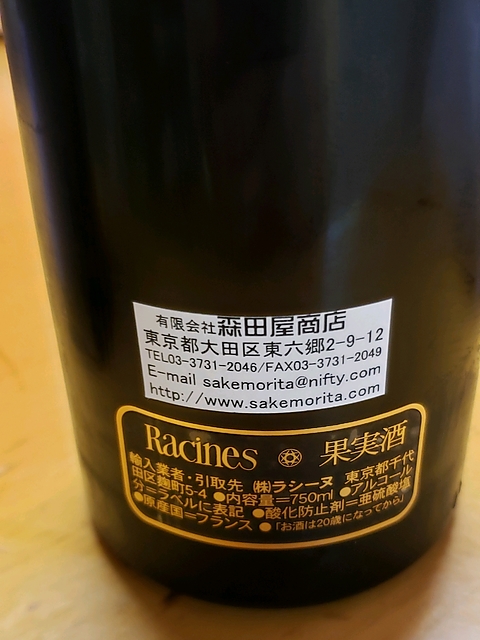 有限会社森田屋商店
東京都大田区東六郷2-9-12
TEL03-3731-2046/FAX03-3731-2049
E-mail sakemorita@nifty.com
http://www.sakemorita.com
Racines 果実酒
輸入業者・引取先 (株)ラシーヌ 東京都千代
田区麹町5-4 ●内容量=750ml ●アルコール
分=ラベルに表記 ●酸化防止剤=亜硫酸塩
●原産国=フランス ●「お酒は20歳になってから」